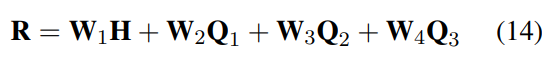 R = W₁H + W₂Q₁ + W₃Q₂ + W₄Q₃ (14)